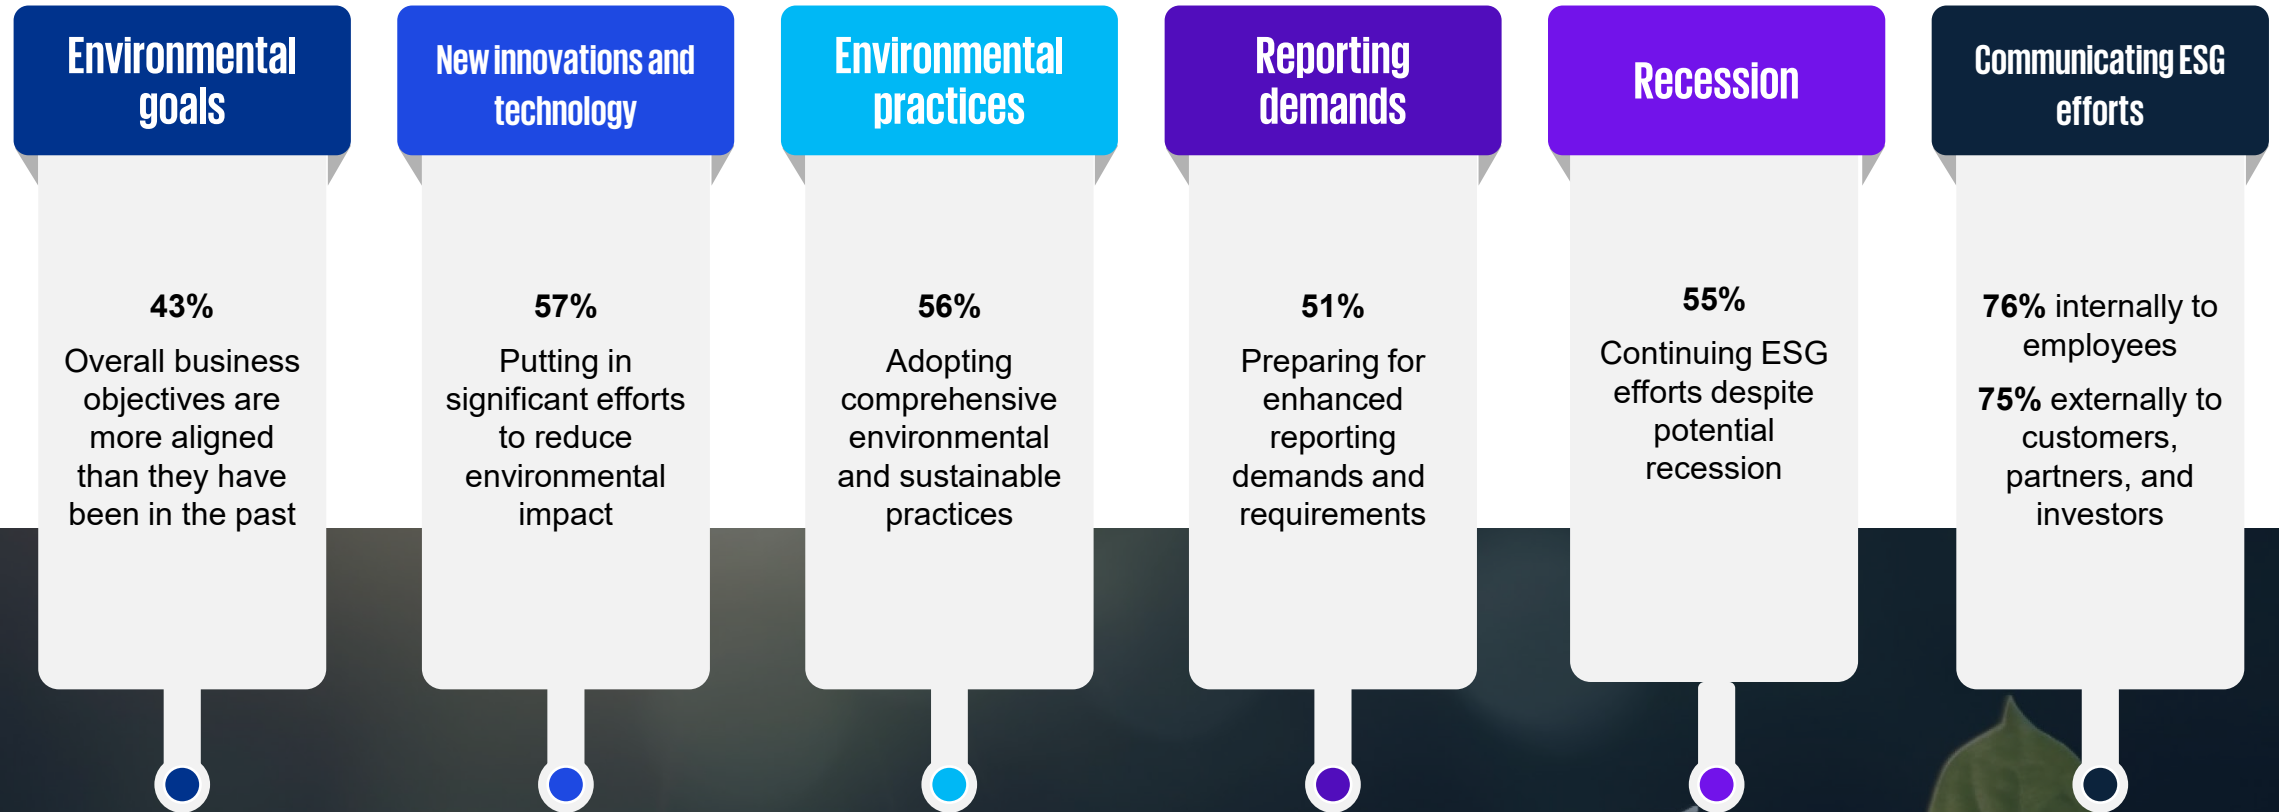 Environmental
goals
43%
Overall business
objectives are
more aligned
than they have
been in the past
New innovations and
technology
57%
Putting in
significant efforts
to reduce
environmental
impact
Environmental
practices
56%
Adopting
comprehensive
environmental
and sustainable
practices
Reporting
demands
51%
Preparing for
enhanced
reporting
demands and
requirements
Recession
55%
Continuing ESG
efforts despite
potential
recession
Communicating ESG
efforts
76% internally to
employees
75% externally to
customers,
partners, and
investors